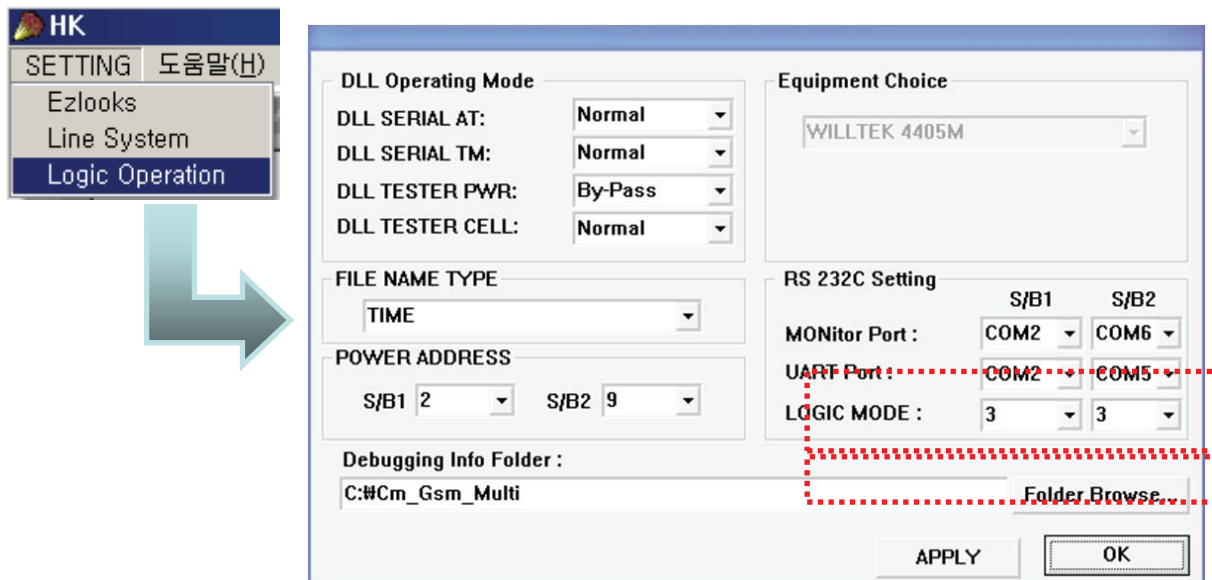 HK
SETTING 도움말(H)
Ezlooks
Line System
Logic Operation
DLL Operating Mode
DLL SERIAL AT: Normal
DLL SERIAL TM: Normal
DLL TESTER PWR: By-Pass
DLL TESTER CELL: Normal
Equipment Choice
WILLTEK 4405M
FILE NAME TYPE
TIME
POWER ADDRESS
S/B1 2 S/B2 9
RS 232C Setting
S/B1 S/B2
MONitor Port : COM2 COM6
UART Port : COM2 COM5
LOGIC MODE : 3 3
Debugging Info Folder :
C:₩Cm_Gsm_Multi Folder Browse...
APPLY OK